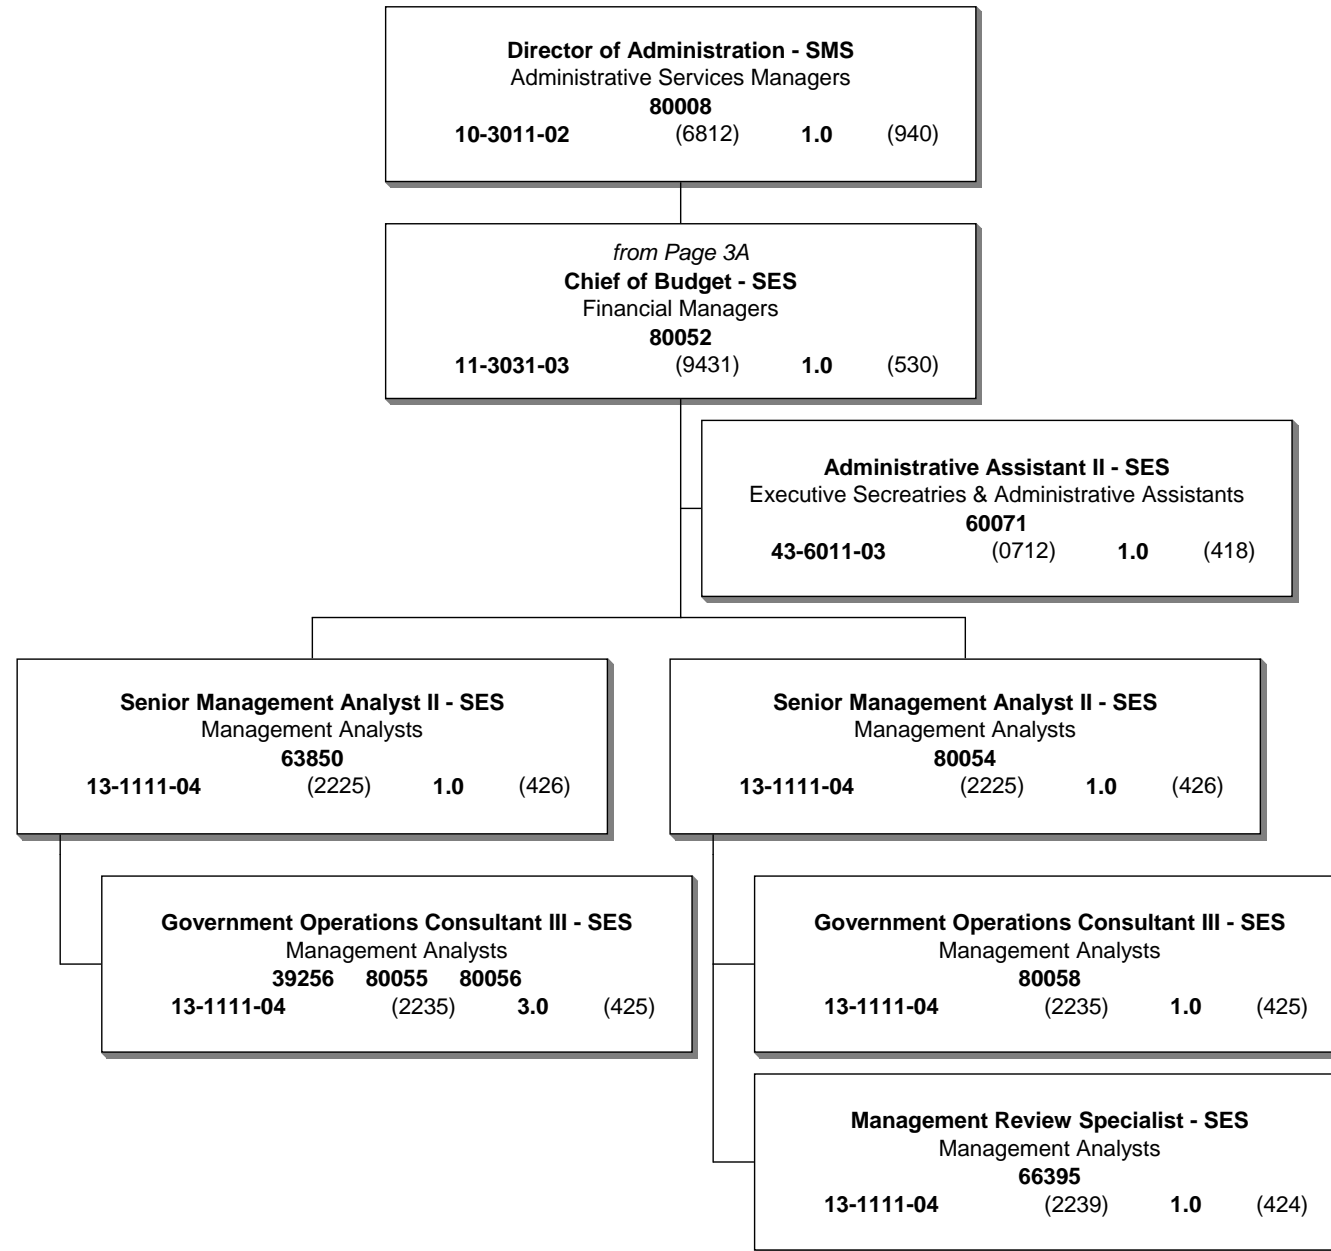 Director of Administration - SMS
Administrative Services Managers
80008
10-3011-02 (6812) 1.0 (940)
from Page 3A
Chief of Budget - SES
Financial Managers
80052
11-3031-03 (9431) 1.0 (530)
Administrative Assistant II - SES
Executive Secreatries & Administrative Assistants
60071
43-6011-03 (0712) 1.0 (418)
Senior Management Analyst II - SES
Management Analysts
63850
13-1111-04 (2225) 1.0 (426)
Senior Management Analyst II - SES
Management Analysts
80054
13-1111-04 (2225) 1.0 (426)
Government Operations Consultant III - SES
Management Analysts
39256 80055 80056
13-1111-04 (2235) 3.0 (425)
Government Operations Consultant III - SES
Management Analysts
80058
13-1111-04 (2235) 1.0 (425)
Management Review Specialist - SES
Management Analysts
66395
13-1111-04 (2239) 1.0 (424)